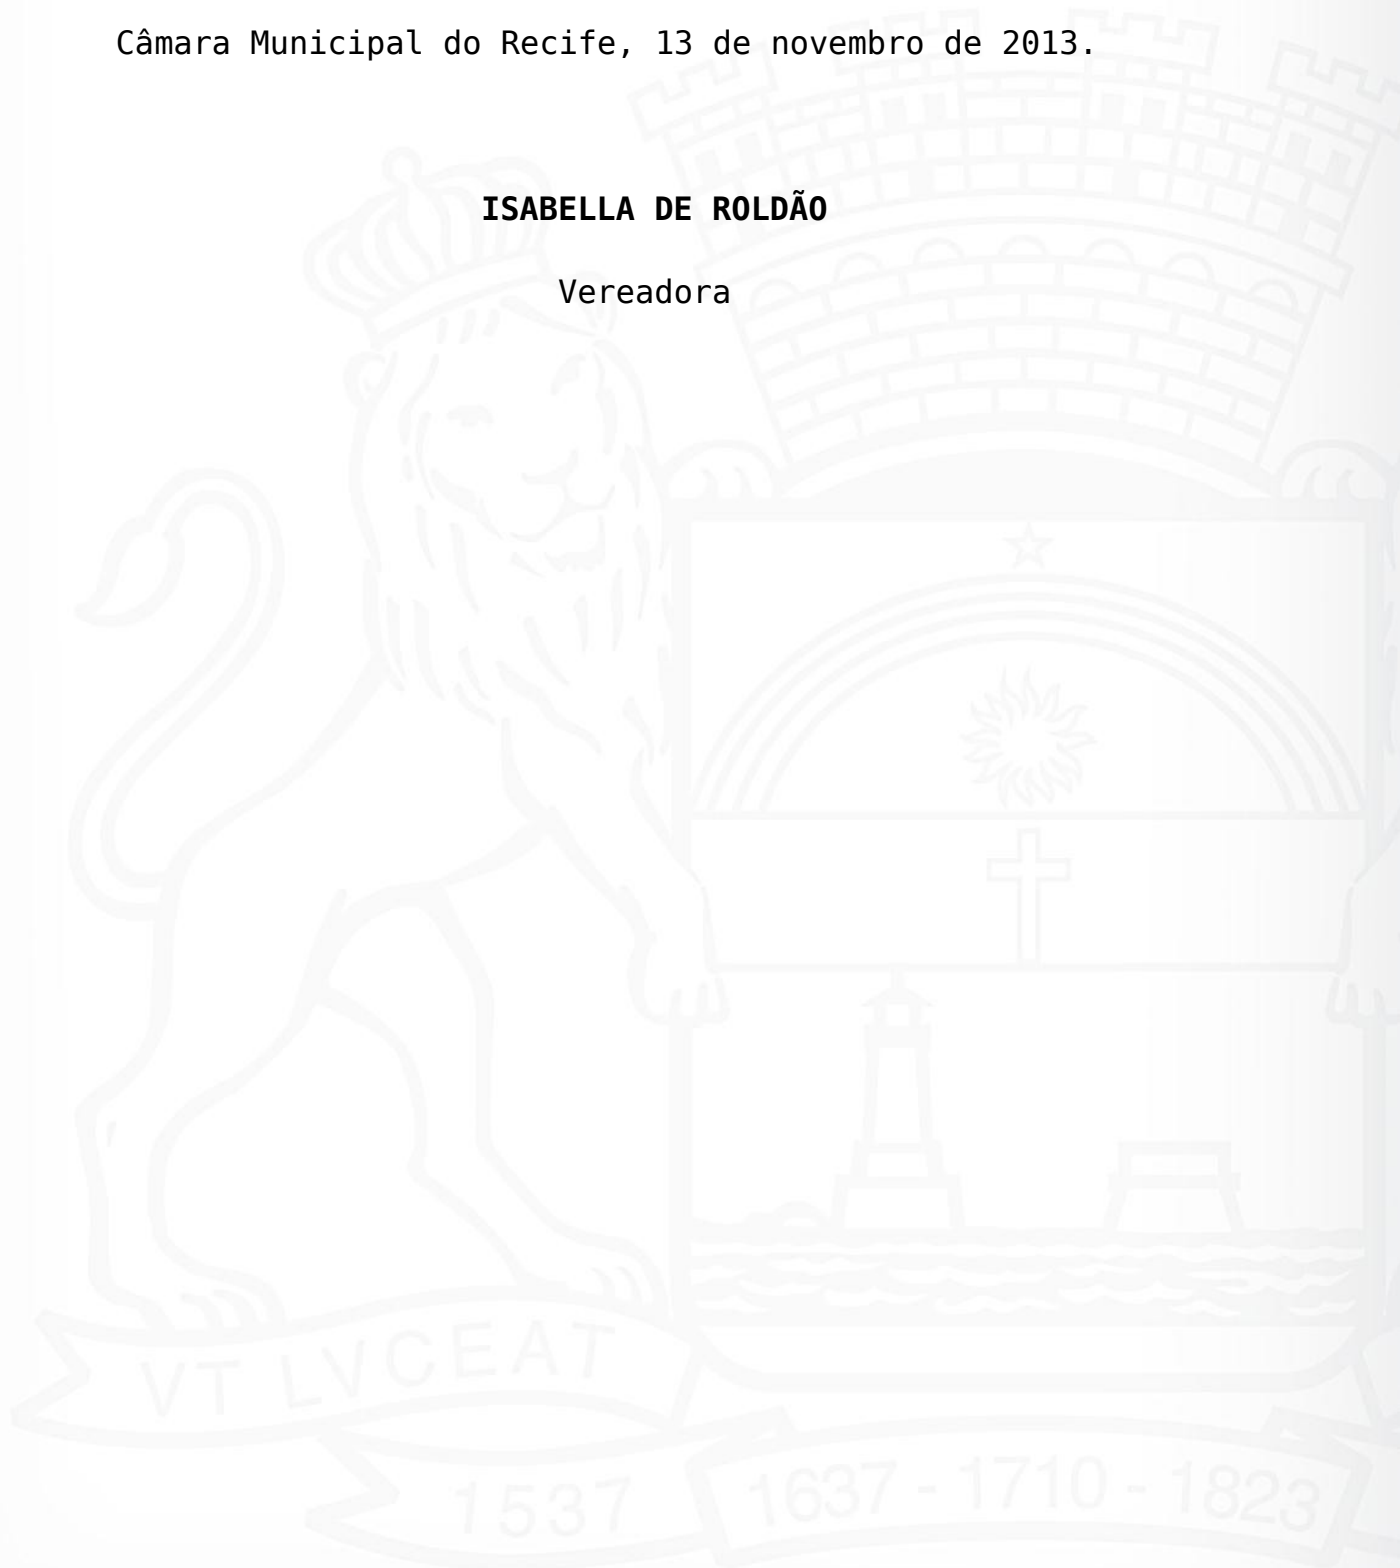 Câmara Municipal do Recife, 13 de novembro de 2013.
ISABELLA DE ROLDÃO
Vereadora
VT LVCEAT
1537
1637 - 1710 - 1823